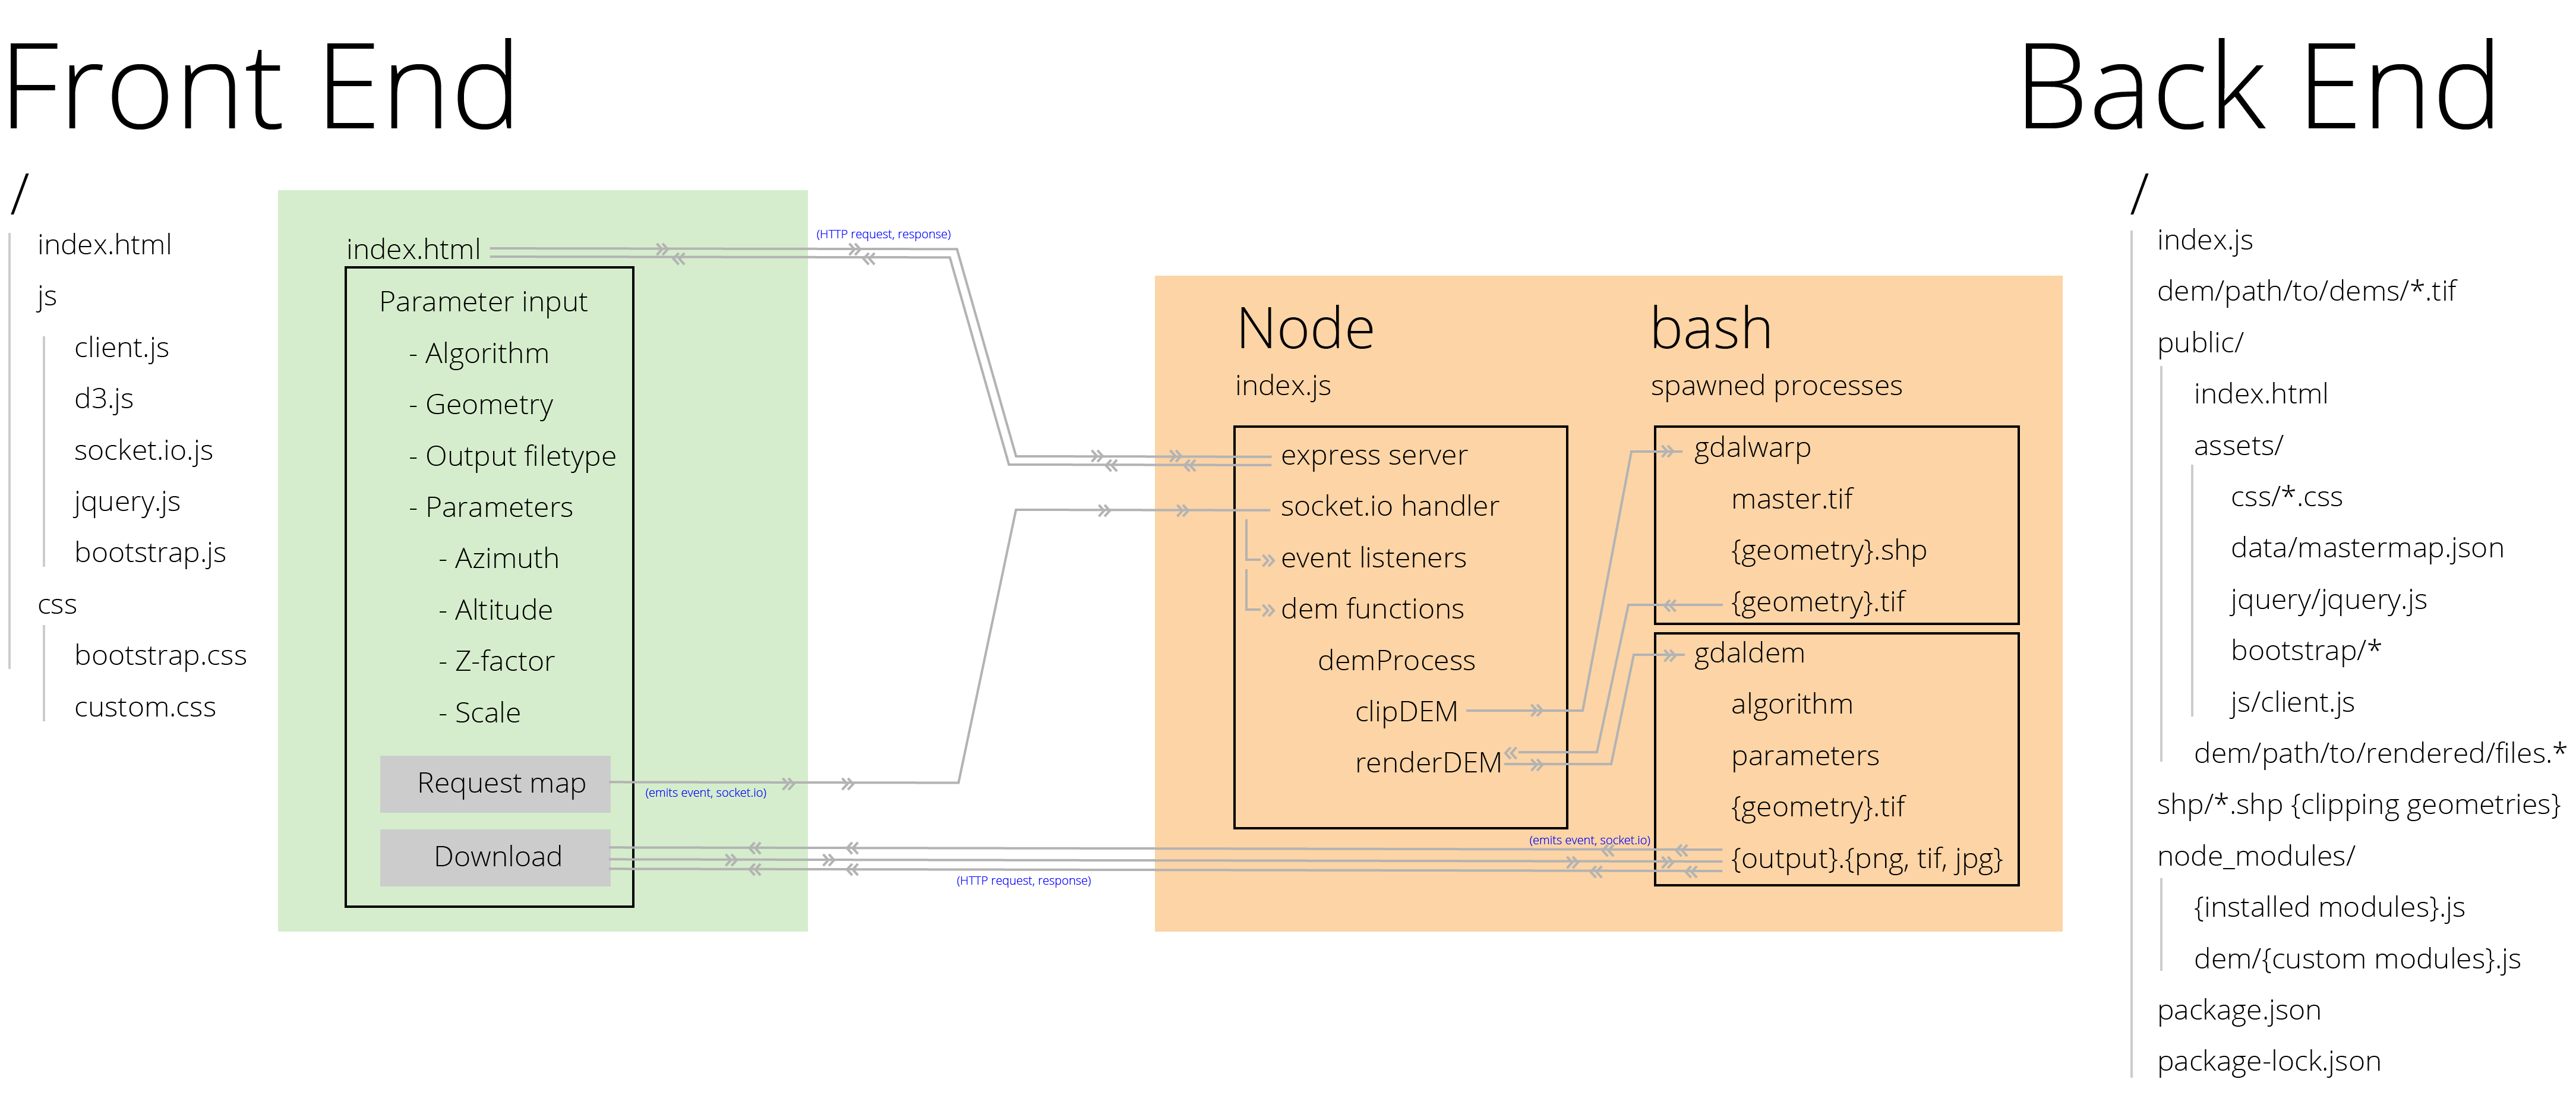 Front End
/
index.html
js
client.js
d3.js
socket.io.js
jquery.js
bootstrap.js
css
bootstrap.css
custom.css
index.html
(HTTP request, response)
Parameter input
- Algorithm
- Geometry
- Output filetype
- Parameters
- Azimuth
- Altitude
- Z-factor
- Scale
Request map
(emits event, socket.io)
Download
(HTTP request, response)
Node
index.js
express server
socket.io handler
event listeners
dem functions
demProcess
clipDEM
renderDEM
bash
spawned processes
gdalwarp
master.tif
{geometry}.shp
{geometry}.tif
gdaldem
algorithm
parameters
{geometry}.tif
(emits event, socket.io)
{output}.{png, tif, jpg}
Back End
/
index.js
dem/path/to/dems/*.tif
public/
index.html
assets/
css/*.css
data/mastermap.json
jquery/jquery.js
bootstrap/*
js/client.js
dem/path/to/rendered/files.*
shp/*.shp {clipping geometries}
node_modules/
{installed modules}.js
dem/{custom modules}.js
package.json
package-lock.json